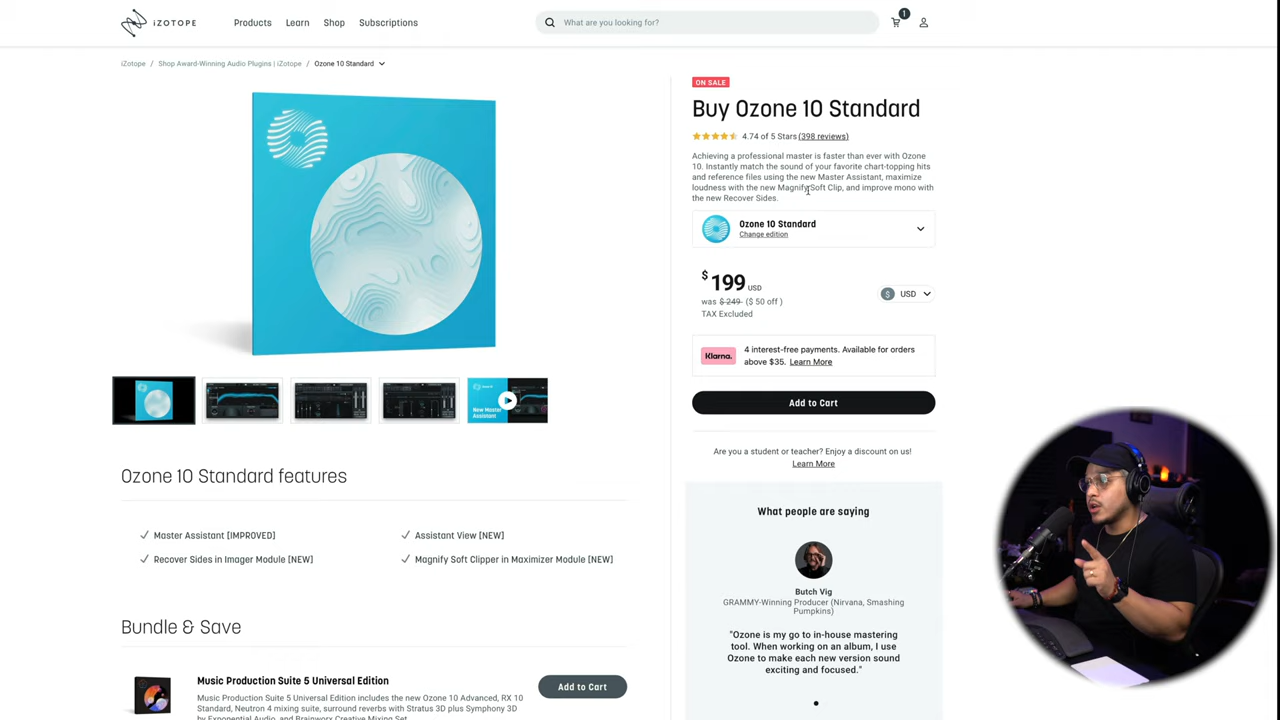 iZOTOPE
Products Learn Shop Subscriptions
What are you looking for?
1
iZotope / Shop Award-Winning Audio Plugins | iZotope / Ozone 10 Standard
ON SALE
Buy Ozone 10 Standard
4.74 of 5 Stars (398 reviews)
Achieving a professional master is faster than ever with Ozone
10. Instantly match the sound of your favorite chart-topping hits
and reference files using the new Master Assistant, maximize
loudness with the new Magnify Soft Clip, and improve mono with
the new Recover Sides.
Ozone 10 Standard
Change edition
$ 199 USD
was $ 249 ($ 50 off )
TAX Excluded
$ USD
Klarna.
4 interest-free payments. Available for orders
above $35. Learn More
Add to Cart
Are you a student or teacher? Enjoy a discount on us!
Learn More
New Master
Assistant
Ozone 10 Standard features
Master Assistant [IMPROVED]
Assistant View [NEW]
Recover Sides in Imager Module [NEW]
Magnify Soft Clipper in Maximizer Module [NEW]
What people are saying
Butch Vig
GRAMMY-Winning Producer (Nirvana, Smashing
Pumpkins)
"Ozone is my go to in-house mastering
tool. When working on an album, I use
Ozone to make each new version sound
exciting and focused."
Bundle & Save
Music Production Suite 5 Universal Edition
Music Production Suite 5 Universal Edition includes the new Ozone 10 Advanced, RX 10
Standard, Neutron 4 mixing suite, surround reverbs with Stratus 3D plus Symphony 3D
by Exponential Audio, and Brainworx Creative Mixing Set
Add to Cart